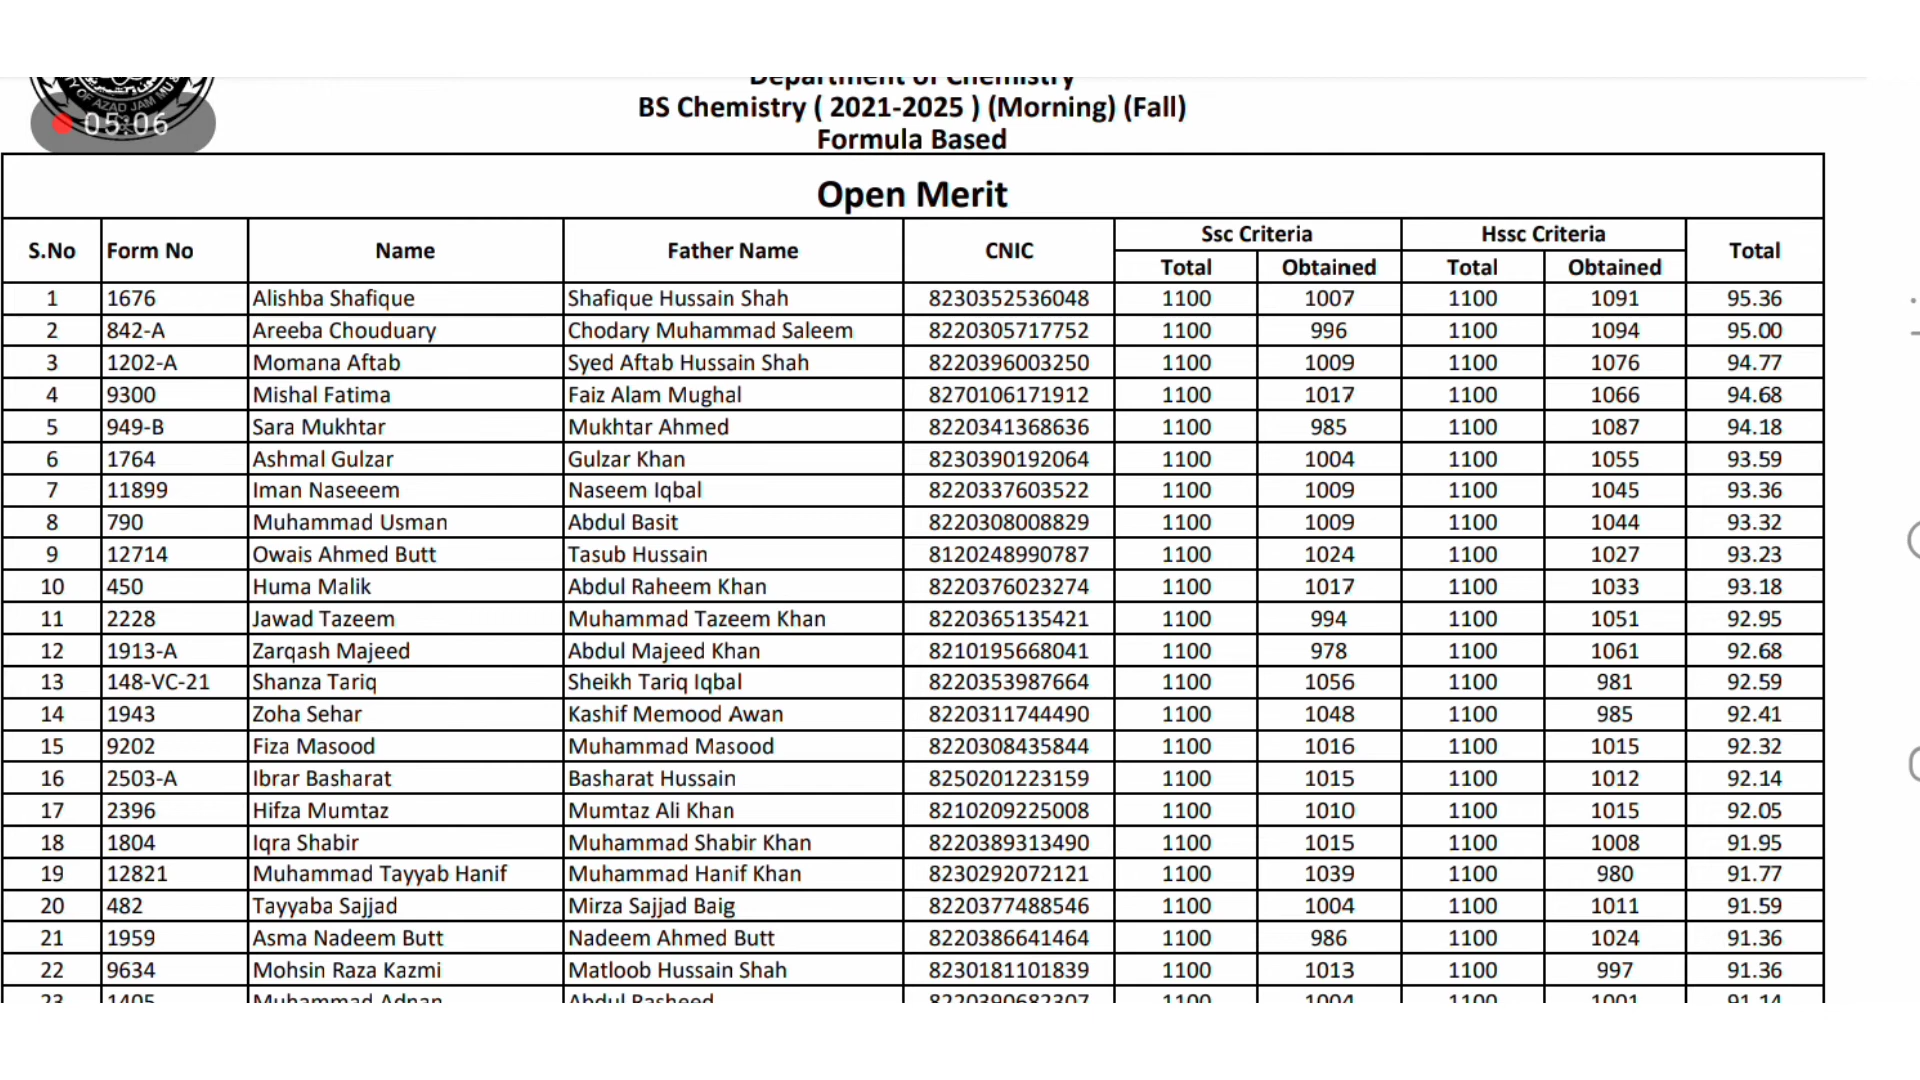 OF AZAD JAM MU
05:06
Department of Chemistry
BS Chemistry ( 2021-2025 ) (Morning) (Fall)
Formula Based
Open Merit
S.No Form No Name Father Name CNIC Ssc Criteria Hssc Criteria Total
Total Obtained Total Obtained
1 1676 Alishba Shafique Shafique Hussain Shah 8230352536048 1100 1007 1100 1091 95.36
2 842-A Areeba Chouduary Chodary Muhammad Saleem 8220305717752 1100 996 1100 1094 95.00
3 1202-A Momana Aftab Syed Aftab Hussain Shah 8220396003250 1100 1009 1100 1076 94.77
4 9300 Mishal Fatima Faiz Alam Mughal 8270106171912 1100 1017 1100 1066 94.68
5 949-B Sara Mukhtar Mukhtar Ahmed 8220341368636 1100 985 1100 1087 94.18
6 1764 Ashmal Gulzar Gulzar Khan 8230390192064 1100 1004 1100 1055 93.59
7 11899 Iman Naseeem Naseem Iqbal 8220337603522 1100 1009 1100 1045 93.36
8 790 Muhammad Usman Abdul Basit 8220308008829 1100 1009 1100 1044 93.32
9 12714 Owais Ahmed Butt Tasub Hussain 8120248990787 1100 1024 1100 1027 93.23
10 450 Huma Malik Abdul Raheem Khan 8220376023274 1100 1017 1100 1033 93.18
11 2228 Jawad Tazeem Muhammad Tazeem Khan 8220365135421 1100 994 1100 1051 92.95
12 1913-A Zarqash Majeed Abdul Majeed Khan 8210195668041 1100 978 1100 1061 92.68
13 148-VC-21 Shanza Tariq Sheikh Tariq Iqbal 8220353987664 1100 1056 1100 981 92.59
14 1943 Zoha Sehar Kashif Memood Awan 8220311744490 1100 1048 1100 985 92.41
15 9202 Fiza Masood Muhammad Masood 8220308435844 1100 1016 1100 1015 92.32
16 2503-A Ibrar Basharat Basharat Hussain 8250201223159 1100 1015 1100 1012 92.14
17 2396 Hifza Mumtaz Mumtaz Ali Khan 8210209225008 1100 1010 1100 1015 92.05
18 1804 Iqra Shabir Muhammad Shabir Khan 8220389313490 1100 1015 1100 1008 91.95
19 12821 Muhammad Tayyab Hanif Muhammad Hanif Khan 8230292072121 1100 1039 1100 980 91.77
20 482 Tayyaba Sajjad Mirza Sajjad Baig 8220377488546 1100 1004 1100 1011 91.59
21 1959 Asma Nadeem Butt Nadeem Ahmed Butt 8220386641464 1100 986 1100 1024 91.36
22 9634 Mohsin Raza Kazmi Matloob Hussain Shah 8230181101839 1100 1013 1100 997 91.36
23 1405 Muhammad Adnan Abdul Rasheed 8220390682307 1100 1004 1100 1001 91.14